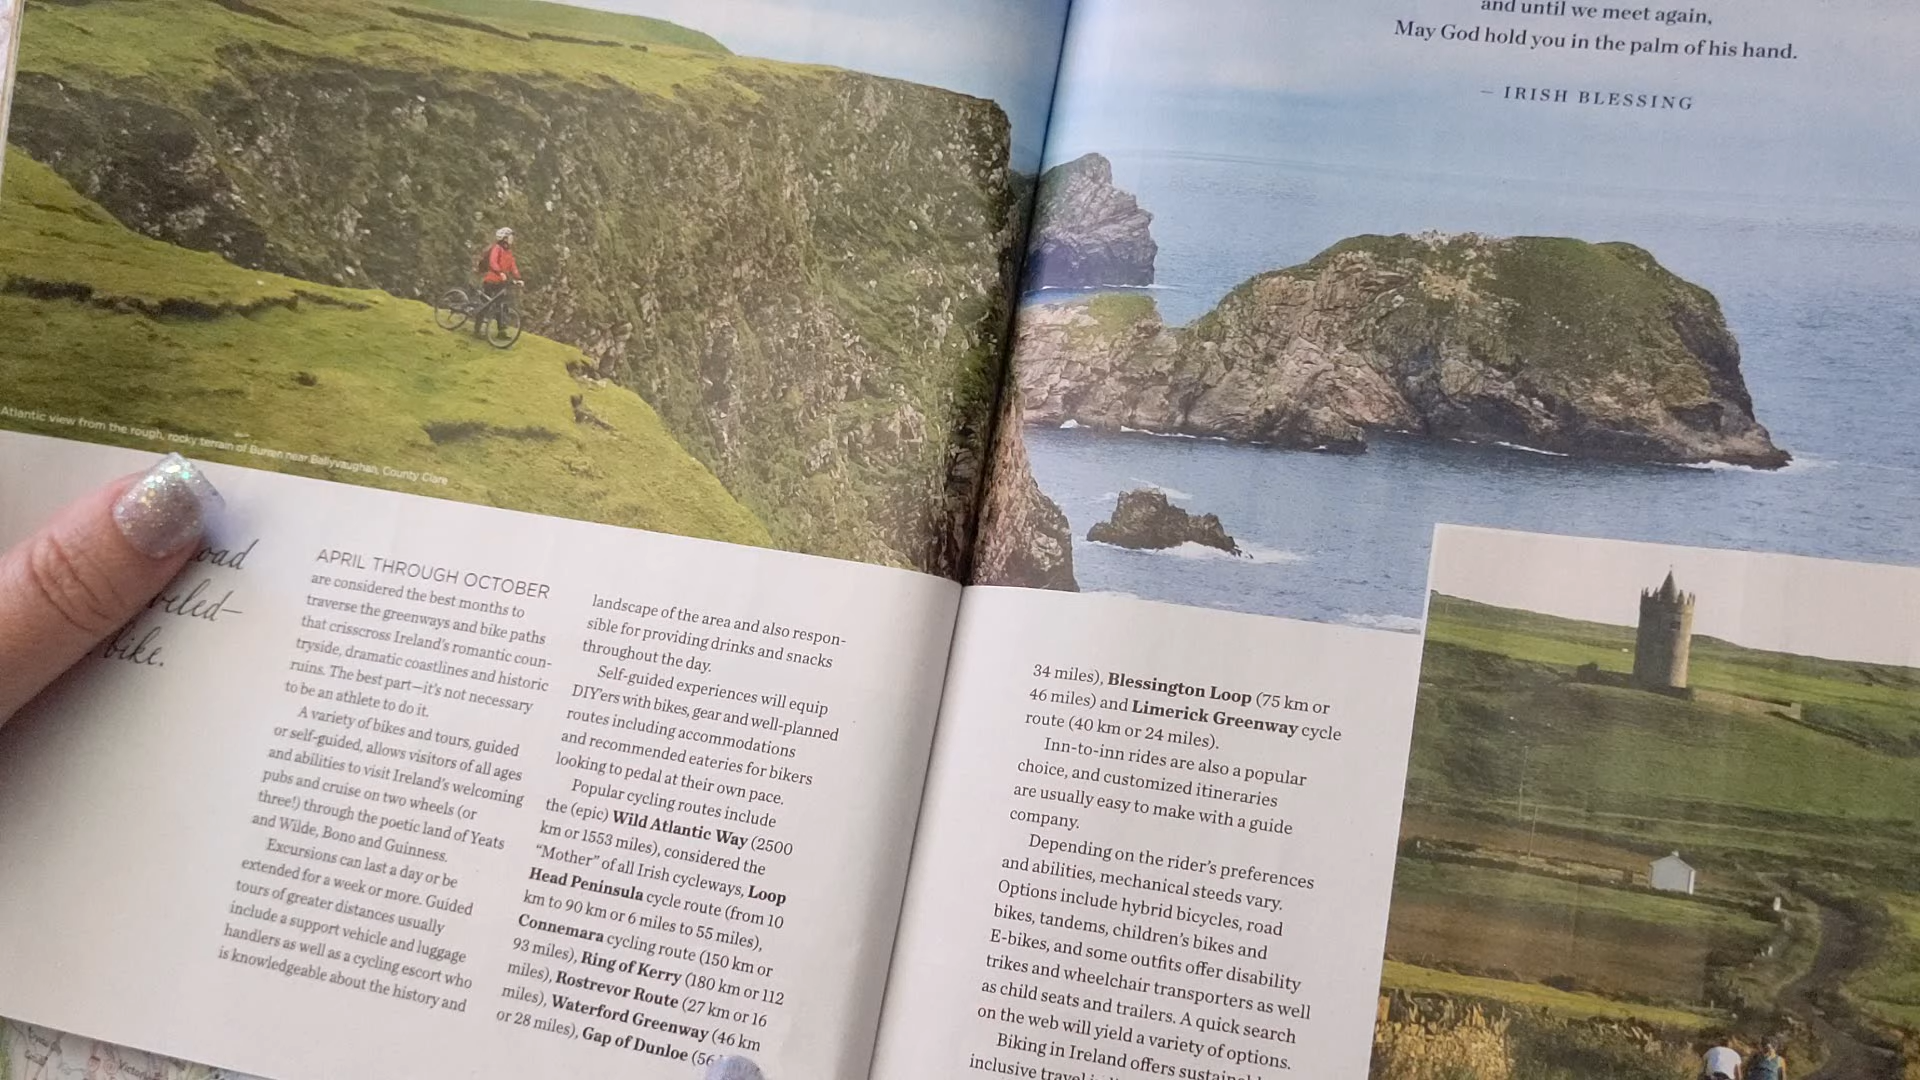 and until we meet again,
May God hold you in the palm of his hand.
– IRISH BLESSING
Atlantic view from the rough, rocky terrain of Burren near Ballyvaughan, County Clare
bike.
APRIL THROUGH OCTOBER
are considered the best months to
traverse the greenways and bike paths
that crisscross Ireland's romantic coun-
tryside, dramatic coastlines and historic
ruins. The best part—it's not necessary
to be an athlete to do it.
A variety of bikes and tours, guided
or self-guided, allows visitors of all ages
and abilities to visit Ireland's welcoming
pubs and cruise on two wheels (or
three!) through the poetic land of Yeats
and Wilde, Bono and Guinness.
Excursions can last a day or be
extended for a week or more. Guided
tours of greater distances usually
include a support vehicle and luggage
handlers as well as a cycling escort who
is knowledgeable about the history and
landscape of the area and also respon-
sible for providing drinks and snacks
throughout the day.
Self-guided experiences will equip
DIY'ers with bikes, gear and well-planned
routes including accommodations
and recommended eateries for bikers
looking to pedal at their own pace.
Popular cycling routes include
the (epic) Wild Atlantic Way (2500
km or 1553 miles), considered the
"Mother" of all Irish cycleways, Loop
Head Peninsula cycle route (from 10
km to 90 km or 6 miles to 55 miles),
Connemara cycling route (150 km or
93 miles), Ring of Kerry (180 km or 112
miles), Rostrevor Route (27 km or 16
miles), Waterford Greenway (46 km
or 28 miles), Gap of Dunloe (56
34 miles), Blessington Loop (75 km or
46 miles) and Limerick Greenway cycle
route (40 km or 24 miles).
Inn-to-inn rides are also a popular
choice, and customized itineraries
are usually easy to make with a guide
company.
Depending on the rider's preferences
and abilities, mechanical steeds vary.
Options include hybrid bicycles, road
bikes, tandems, children's bikes and
E-bikes, and some outfits offer disability
trikes and wheelchair transporters as well
as child seats and trailers. A quick search
on the web will yield a variety of options.
Biking in Ireland offers
inclusive travel